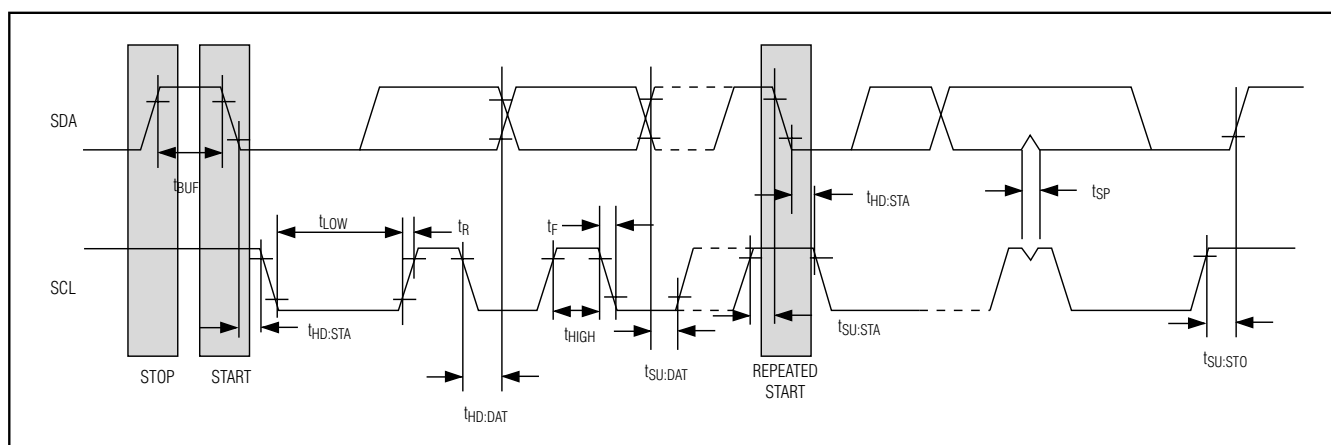 SDA
tBUF
tHD:STA
tSP
tLOW
tR
tF
SCL
tHD:STA
tHIGH
tSU:STA
tSU:DAT
tSU:STO
STOP
START
REPEATED
START
tHD:DAT